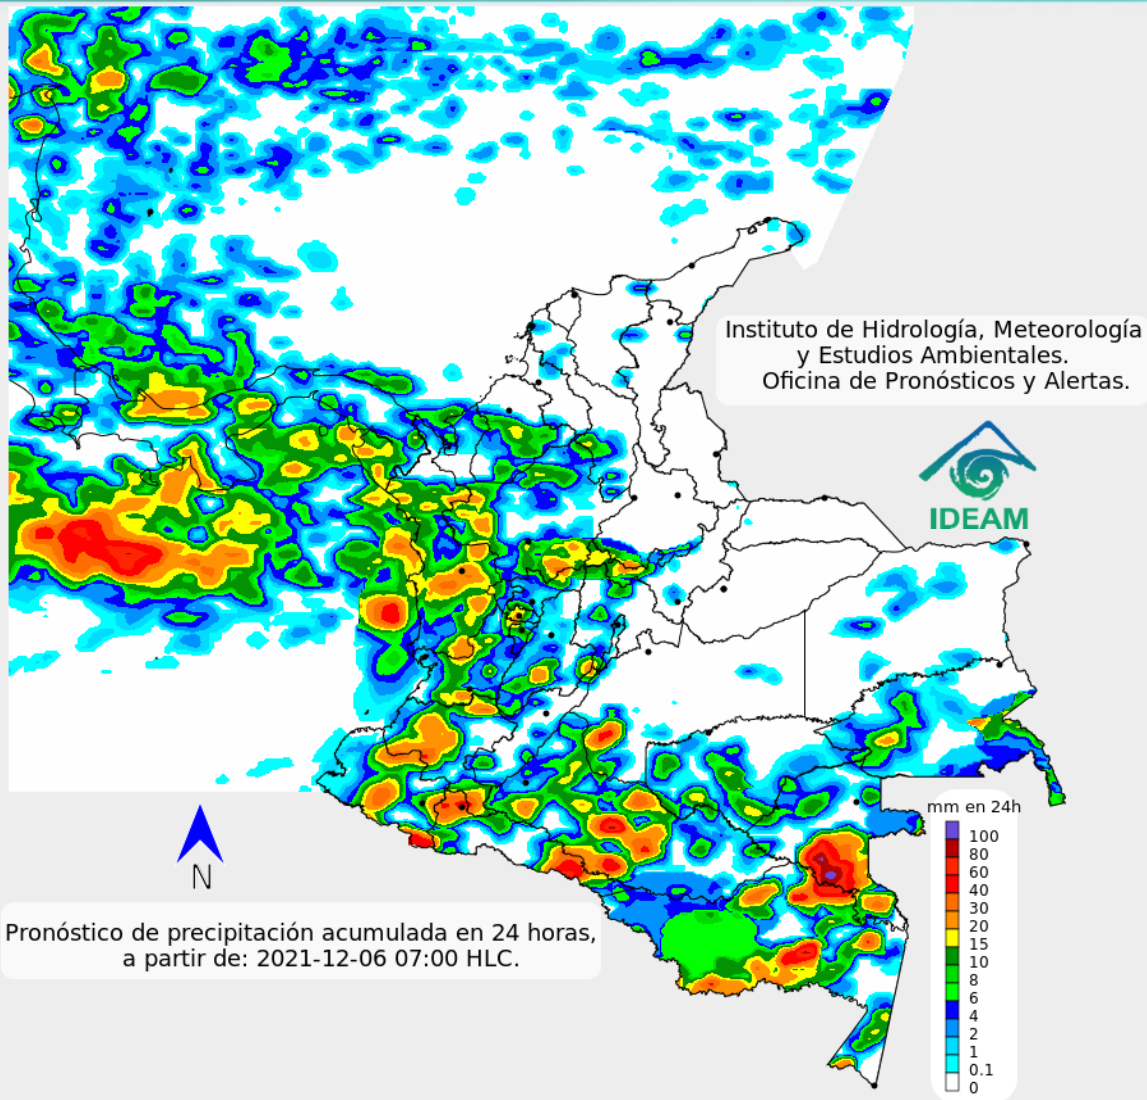 Instituto de Hidrología, Meteorología
y Estudios Ambientales.
Oficina de Pronósticos y Alertas.
IDEAM
mm en 24h
100
80
60
40
30
20
15
10
8
6
4
2
1
0.1
0
N
Pronóstico de precipitación acumulada en 24 horas,
a partir de: 2021-12-06 07:00 HLC.